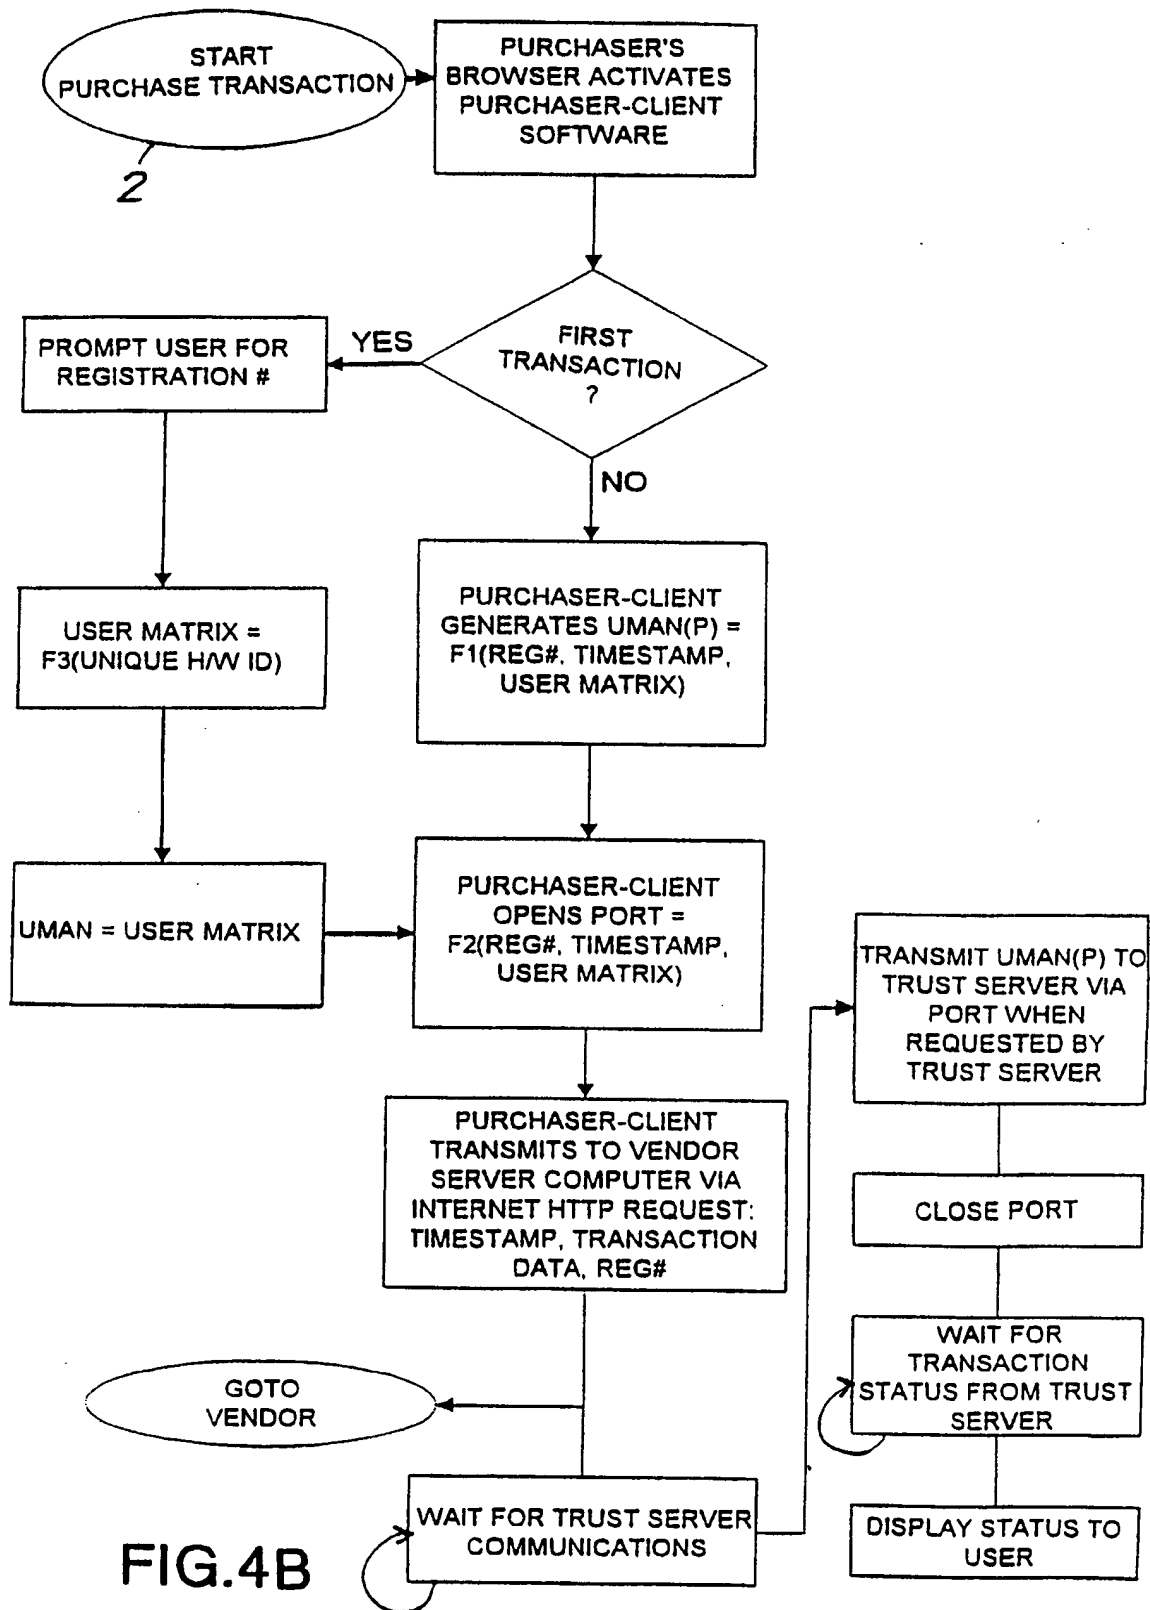 START
PURCHASE TRANSACTION
2
PURCHASER'S
BROWSER ACTIVATES
PURCHASER-CLIENT
SOFTWARE
FIRST
TRANSACTION
?
YES
NO
PROMPT USER FOR
REGISTRATION #
USER MATRIX =
F3(UNIQUE H/W ID)
UMAN = USER MATRIX
PURCHASER-CLIENT
GENERATES UMAN(P) =
F1(REG#, TIMESTAMP,
USER MATRIX)
PURCHASER-CLIENT
OPENS PORT =
F2(REG#, TIMESTAMP,
USER MATRIX)
PURCHASER-CLIENT
TRANSMITS TO VENDOR
SERVER COMPUTER VIA
INTERNET HTTP REQUEST:
TIMESTAMP, TRANSACTION
DATA, REG#
GOTO
VENDOR
WAIT FOR TRUST SERVER
COMMUNICATIONS
TRANSMIT UMAN(P) TO
TRUST SERVER VIA
PORT WHEN
REQUESTED BY
TRUST SERVER
CLOSE PORT
WAIT FOR
TRANSACTION
STATUS FROM TRUST
SERVER
DISPLAY STATUS TO
USER
FIG.4B